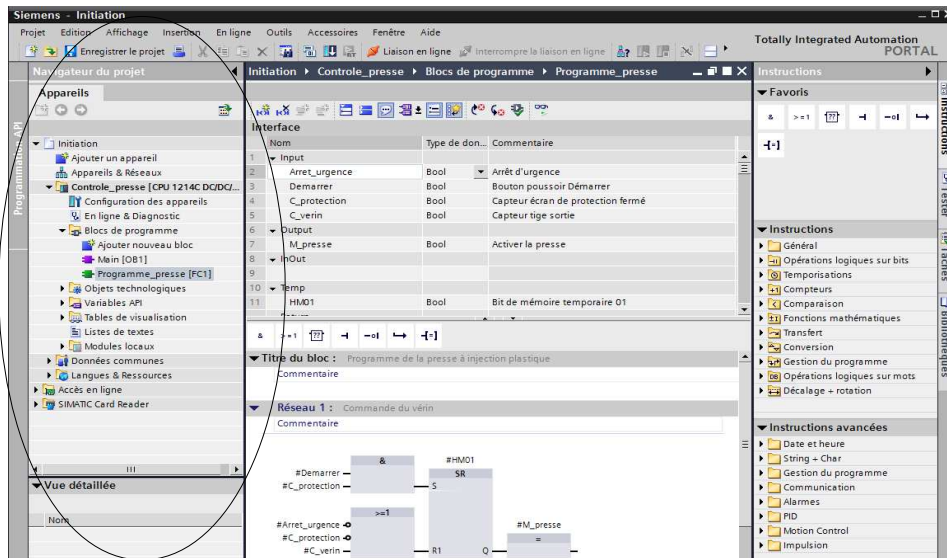 Siemens - Initiation
Projet Edition Affichage Insertion En ligne Outils Accessoires Fenêtre Aide
Totally Integrated Automation
PORTAL
Enregistrer le projet Liaison en ligne Interrompre la liaison en ligne
Navigateur du projet
Appareils
Programmation API
Initiation
Ajouter un appareil
Appareils & Réseaux
Controle_presse [CPU 1214C DC/DC/...
Configuration des appareils
En ligne & Diagnostic
Blocs de programme
Ajouter nouveau bloc
Main [OB1]
Programme_presse [FC1]
Objets technologiques
Variables API
Tables de visualisation
Listes de textes
Modules locaux
Données communes
Langues & Ressources
Accès en ligne
SIMATIC Card Reader
Vue détaillée
Nom
Initiation Controle_presse Blocs de programme Programme_presse
Interface
Nom Type de don... Commentaire
1 Input
2 Arret_urgence Bool Arrêt d'urgence
3 Demarrer Bool Bouton poussoir Démarrer
4 C_protection Bool Capteur écran de protection fermé
5 C_verin Bool Capteur tige sortie
6 Output
7 M_presse Bool Activer la presse
8 InOut
9
10 Temp
11 HM01 Bool Bit de mémoire temporaire 01
& >=1 [??]
Titre du bloc : Programme de la presse à injection plastique
Commentaire
Réseau 1 : Commande du vérin
Commentaire
& #HM01
SR
#Demarrer
#C_protection S
>=1
#Arret_urgence #M_presse
#C_protection =
#C_verin R1 Q
Instructions
Favoris
& >=1 [??]
Instructions
Général
Opérations logiques sur bits
Temporisations
Compteurs
Comparaison
Fonctions mathématiques
Transfert
Conversion
Gestion du programme
Opérations logiques sur mots
Décalage + rotation
Instructions avancées
Date et heure
String + Char
Gestion du programme
Communication
Alarmes
PID
Motion Control
Impulsion
Instructions
Tester
Tâches
Bibliothèques